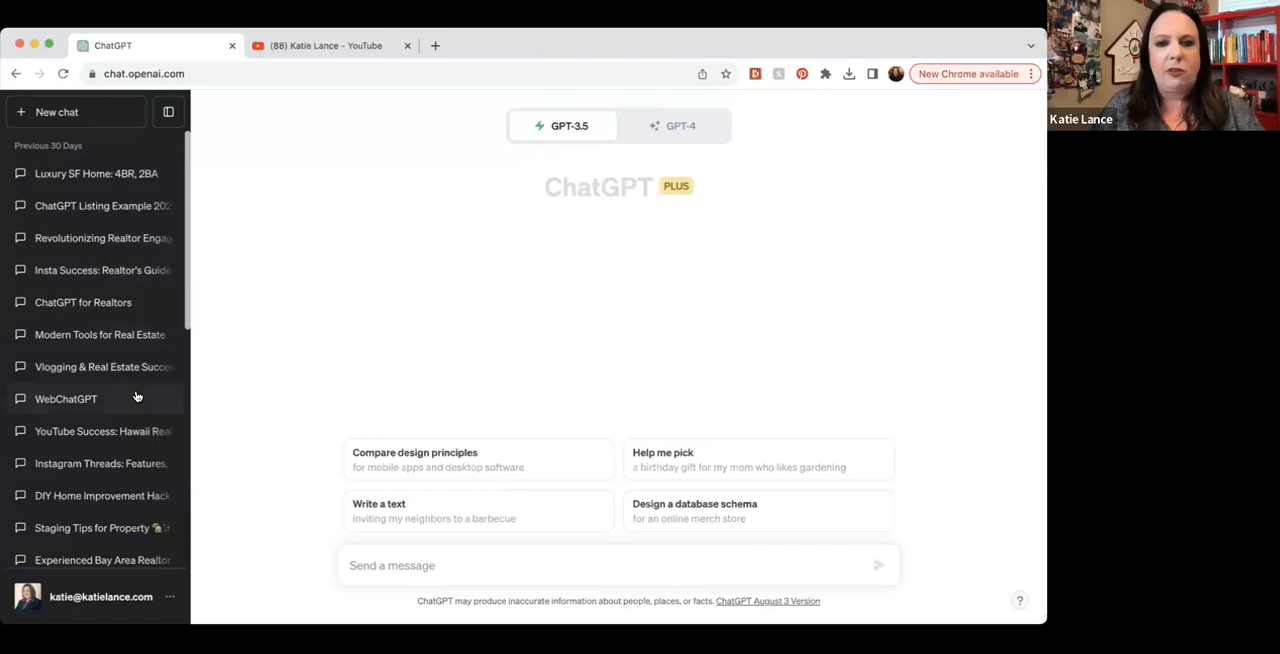 ChatGPT
(88) Katie Lance - YouTube
chat.openai.com
New Chrome available
Katie Lance
New chat
Previous 30 Days
Luxury SF Home: 4BR, 2BA
ChatGPT Listing Example 202
Revolutionizing Realtor Engag
Insta Success: Realtor's Guide
ChatGPT for Realtors
Modern Tools for Real Estate
Vlogging & Real Estate Succes
WebChatGPT
YouTube Success: Hawaii Real
Instagram Threads: Features,
DIY Home Improvement Hack
Staging Tips for Property 🏡✨
Experienced Bay Area Realtor
katie@katielance.com
GPT-3.5
GPT-4
ChatGPT PLUS
Compare design principles
for mobile apps and desktop software
Help me pick
a birthday gift for my mom who likes gardening
Write a text
inviting my neighbors to a barbecue
Design a database schema
for an online merch store
Send a message
ChatGPT may produce inaccurate information about people, places, or facts. ChatGPT August 3 Version
?